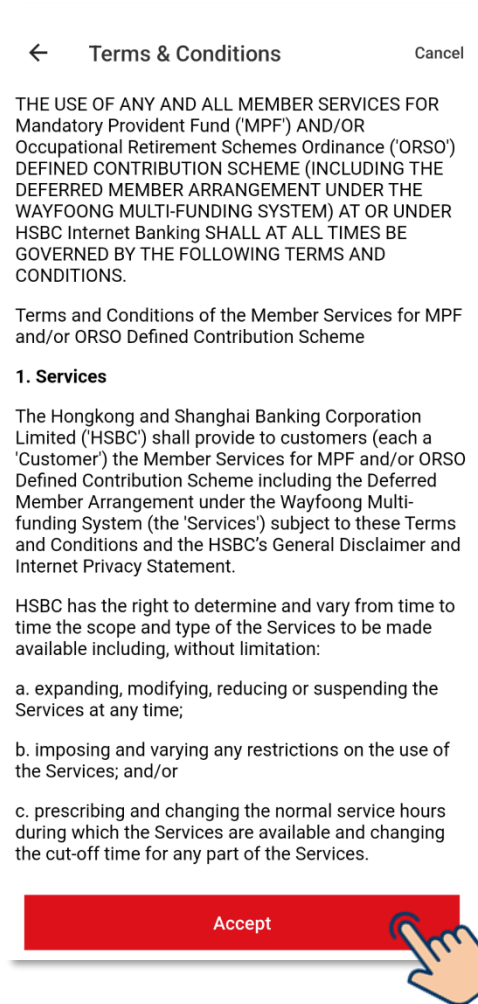 Terms & Conditions
Cancel
THE USE OF ANY AND ALL MEMBER SERVICES FOR
Mandatory Provident Fund ('MPF') AND/OR
Occupational Retirement Schemes Ordinance ('ORSO')
DEFINED CONTRIBUTION SCHEME (INCLUDING THE
DEFERRED MEMBER ARRANGEMENT UNDER THE
WAYFOONG MULTI-FUNDING SYSTEM) AT OR UNDER
HSBC Internet Banking SHALL AT ALL TIMES BE
GOVERNED BY THE FOLLOWING TERMS AND
CONDITIONS.
Terms and Conditions of the Member Services for MPF
and/or ORSO Defined Contribution Scheme
1. Services
The Hongkong and Shanghai Banking Corporation
Limited ('HSBC') shall provide to customers (each a
'Customer') the Member Services for MPF and/or ORSO
Defined Contribution Scheme including the Deferred
Member Arrangement under the Wayfoong Multi-
funding System (the 'Services') subject to these Terms
and Conditions and the HSBC’s General Disclaimer and
Internet Privacy Statement.
HSBC has the right to determine and vary from time to
time the scope and type of the Services to be made
available including, without limitation:
a. expanding, modifying, reducing or suspending the
Services at any time;
b. imposing and varying any restrictions on the use of
the Services; and/or
c. prescribing and changing the normal service hours
during which the Services are available and changing
the cut-off time for any part of the Services.
Accept